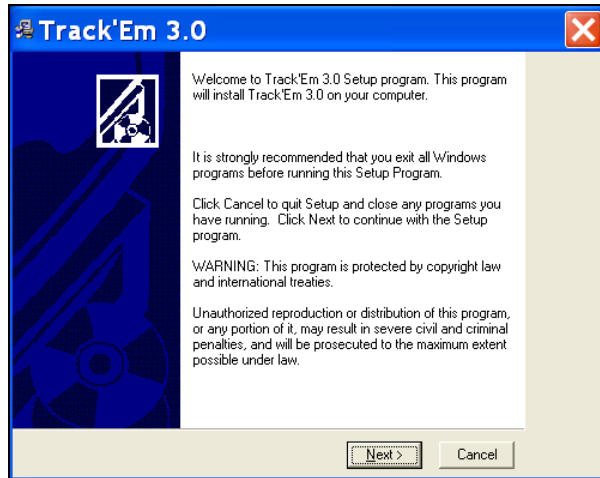 Track'Em 3.0
Welcome to Track'Em 3.0 Setup program. This program
will install Track'Em 3.0 on your computer.
It is strongly recommended that you exit all Windows
programs before running this Setup Program.
Click Cancel to quit Setup and close any programs you
have running.  Click Next to continue with the Setup
program.
WARNING: This program is protected by copyright law
and international treaties.
Unauthorized reproduction or distribution of this program,
or any portion of it, may result in severe civil and criminal
penalties, and will be prosecuted to the maximum extent
possible under law.
Next > Cancel